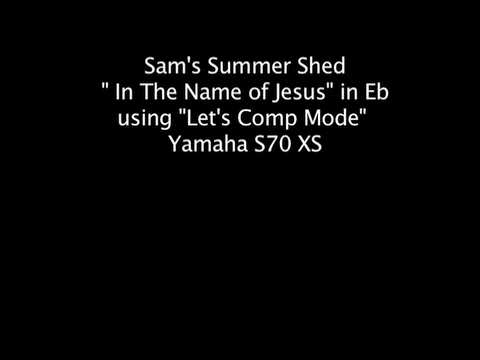 Sam's Summer Shed
" In The Name of Jesus" in Eb
using "Let's Comp Mode"
Yamaha S70 XS